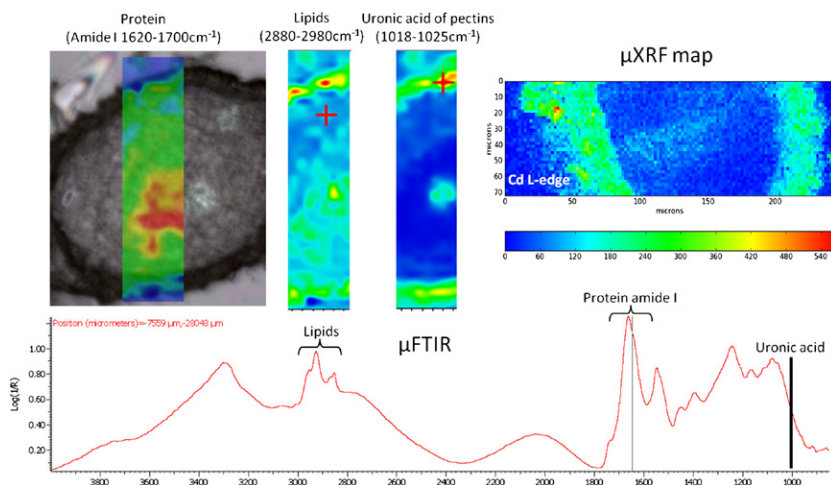 Protein
(Amide I 1620-1700cm⁻¹)
Lipids
(2880-2980cm⁻¹)
Uronic acid of pectins
(1018-1025cm⁻¹)
μXRF map
microns
0
10
20
30
40
50
60
70
Cd L-edge
0 50 100 150 200
microns
0 60 120 180 240 300 360 420 480 540
Position (micrometers)=-7559 μm,-28048 μm
Lipids
μFTIR
Protein amide I
Uronic acid
Log(1/R)
1.00
0.80
0.60
0.40
0.20
3800 3600 3400 3200 3000 2800 2600 2400 2200 2000 1800 1600 1400 1200 1000